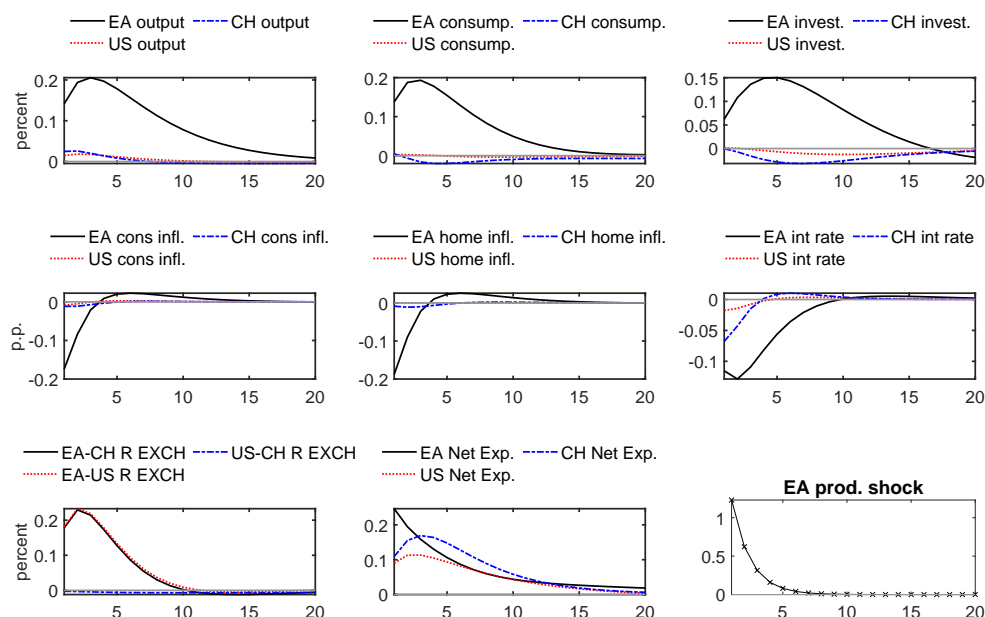 EA output CH output
US output
EA consump. CH consump.
US consump.
EA invest. CH invest.
US invest.
percent
0.2
0.1
0
5 10 15 20
0.2
0.1
0
5 10 15 20
0.15
0.1
0.05
0
5 10 15 20
EA cons infl. CH cons infl.
US cons infl.
EA home infl. CH home infl.
US home infl.
EA int rate CH int rate
US int rate
p.p.
0
-0.1
-0.2
5 10 15 20
0
-0.1
-0.2
5 10 15 20
0
-0.05
-0.1
5 10 15 20
EA-CH R EXCH US-CH R EXCH
EA-US R EXCH
EA Net Exp. CH Net Exp.
US Net Exp.
EA prod. shock
percent
0.2
0.1
0
5 10 15 20
0.2
0.1
0
5 10 15 20
1
0.5
0
5 10 15 20